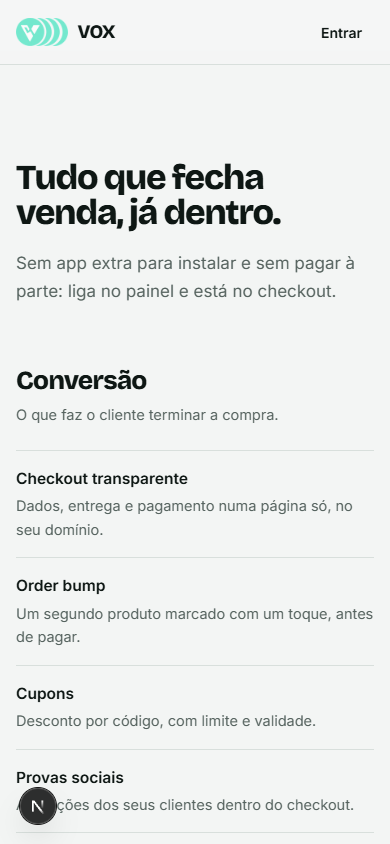 VOX
Entrar
Tudo que fecha
venda, já dentro.
Sem app extra para instalar e sem pagar à
parte: liga no painel e está no checkout.
Conversão
O que faz o cliente terminar a compra.
Checkout transparente
Dados, entrega e pagamento numa página só, no
seu domínio.
Order bump
Um segundo produto marcado com um toque, antes
de pagar.
Cupons
Desconto por código, com limite e validade.
Provas sociais
N
dos seus clientes dentro do checkout.